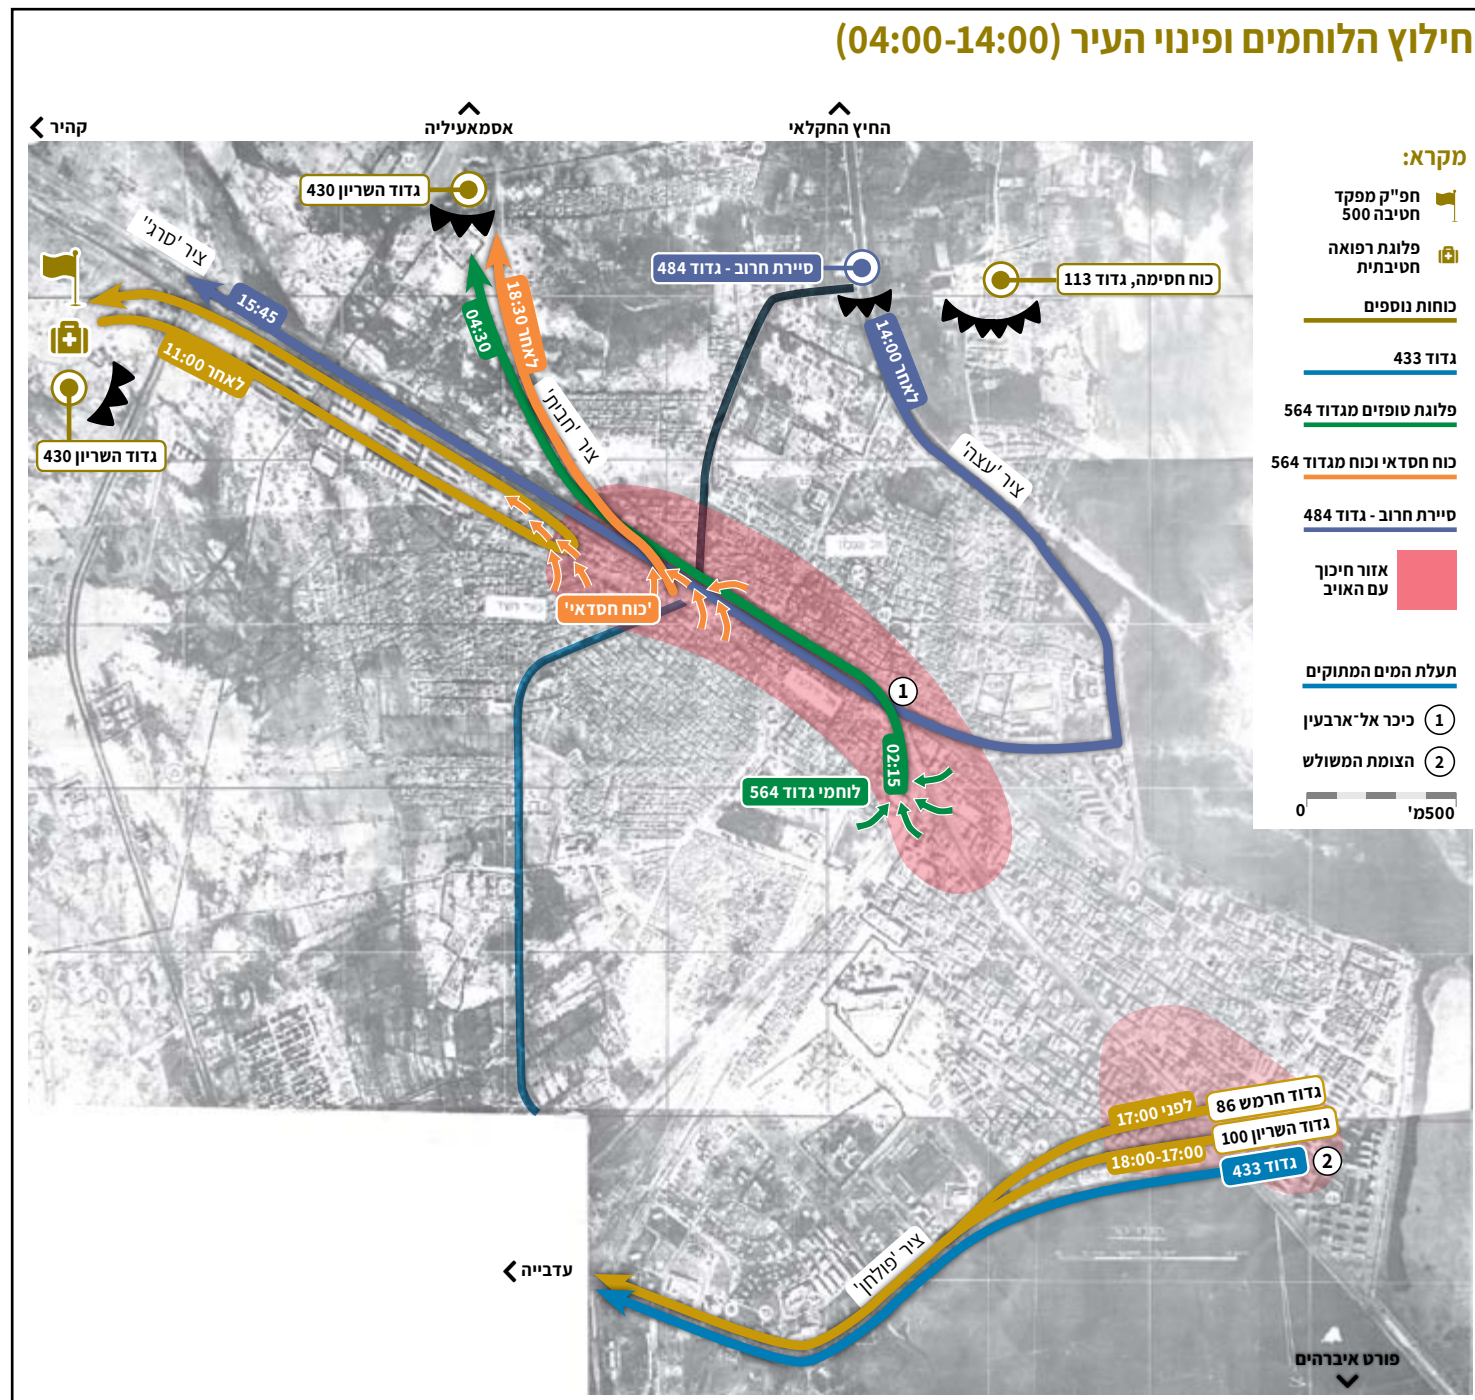 חילוץ הלוחמים ופינוי העיר (04:00-14:00)
החיץ החקלאי
אסמאעיליה
קהיר
מקרא:
חפ"ק מפקד
חטיבה 500
פלוגת רפואה
חטיבתית
כוחות נוספים
גדוד 433
פלוגת טופזים מגדוד 564
כוח חסדאי וכוח מגדוד 564
סיירת חרוב - גדוד 484
אזור חיכוך
עם האויב
תעלת המים המתוקים
1 כיכר אל־ארבעין
2 הצומת המשולש
0 500מ'
גדוד השריון 430
סיירת חרוב - גדוד 484
כוח חסימה, גדוד 113
ציר 'סרג''
15:45
לאחר 11:00
04:30
לאחר 18:30
לאחר 14:00
ציר 'חבית'
ציר 'עצה'
גדוד השריון 430
'כוח חסדאי'
1
02:15
לוחמי גדוד 564
גדוד חרמש 86
לפני 17:00
גדוד השריון 100
18:00-17:00
גדוד 433
2
ציר 'פולחן'
עדבייה
פורט איברהים